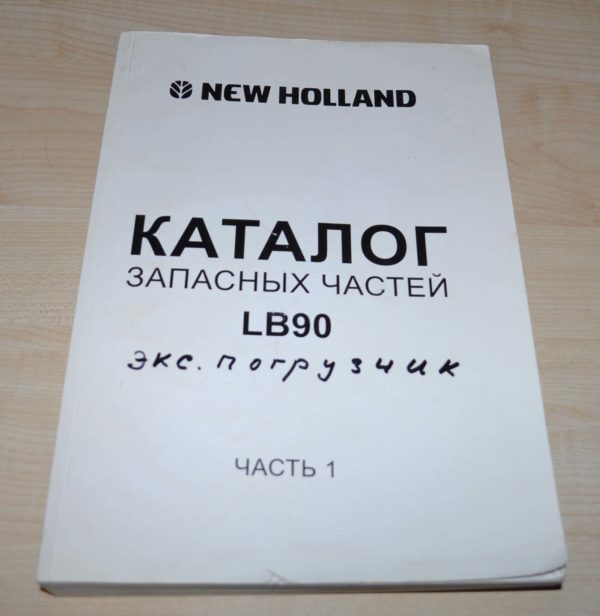 NEW HOLLAND
КАТАЛОГ
ЗАПАСНЫХ ЧАСТЕЙ
LB90
экс. погрузчик
ЧАСТЬ 1